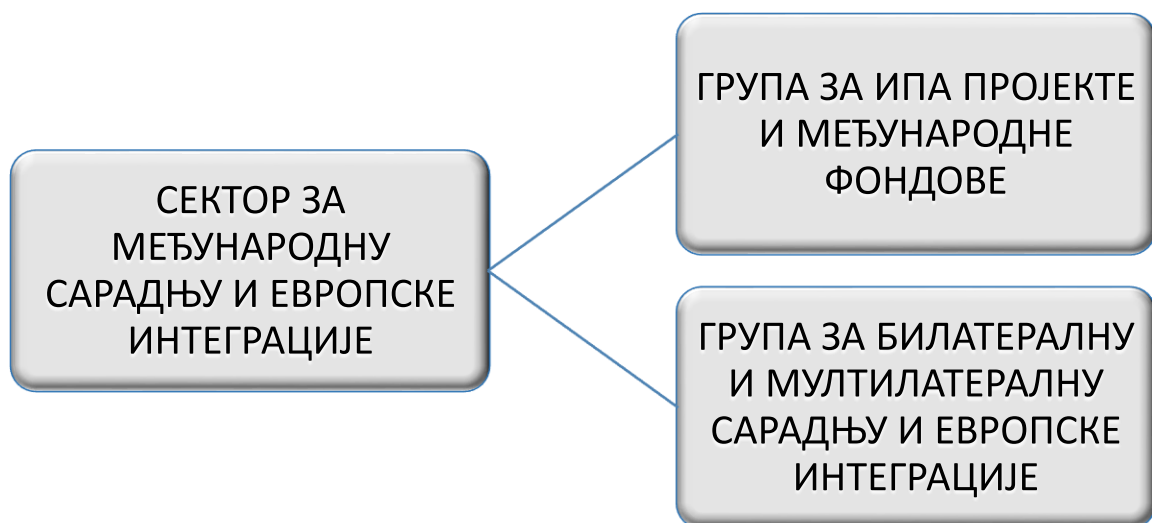 СЕКТОР ЗА
МЕЂУНАРОДНУ
САРАДЊУ И ЕВРОПСКЕ
ИНТЕГРАЦИЈЕ
ГРУПА ЗА ИПА ПРОЈЕКТЕ
И МЕЂУНАРОДНЕ
ФОНДОВЕ
ГРУПА ЗА БИЛАТЕРАЛНУ
И МУЛТИЛАТЕРАЛНУ
САРАДЊУ И ЕВРОПСКЕ
ИНТЕГРАЦИЈЕ